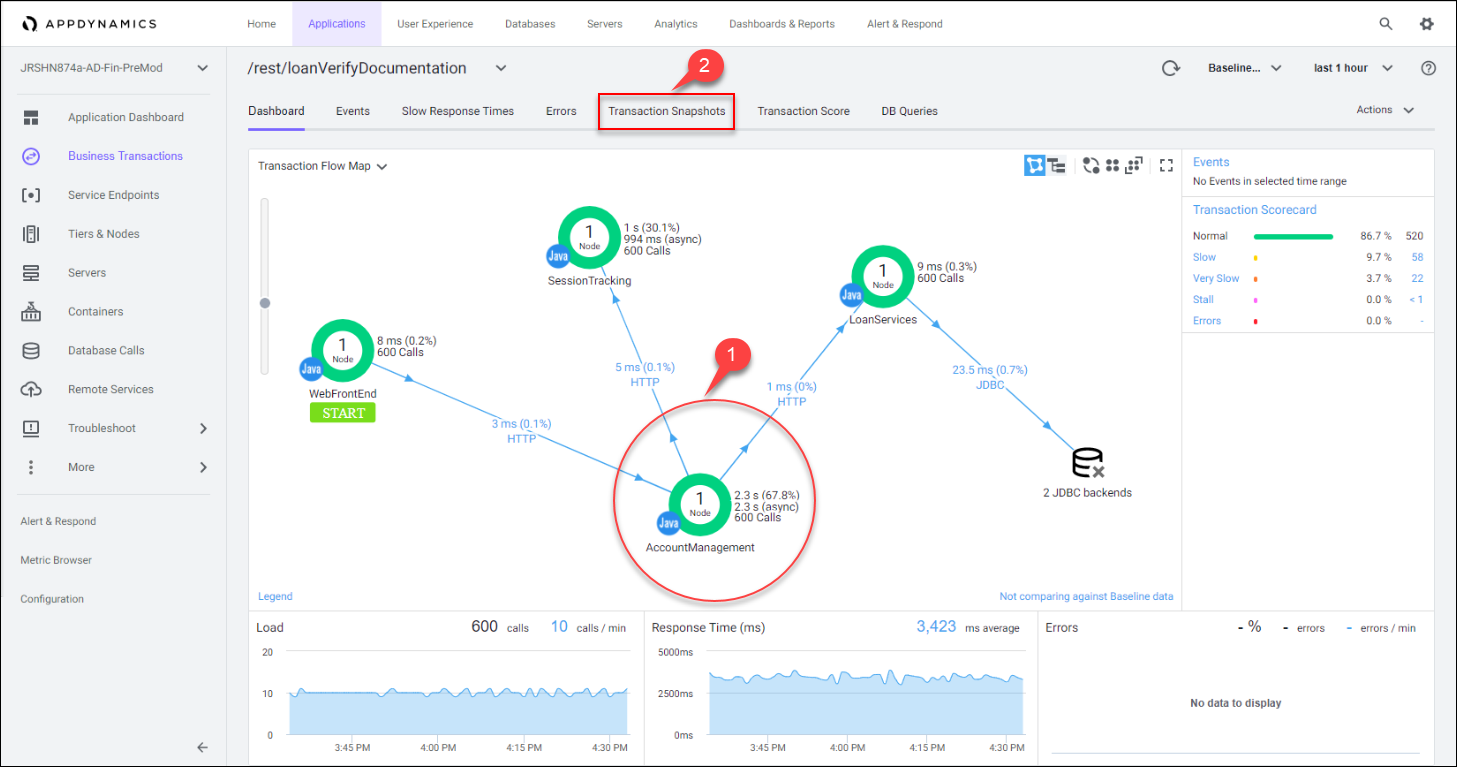 APPDYNAMICS
Home Applications User Experience Databases Servers Analytics Dashboards & Reports Alert & Respond
JRSHN874a-AD-Fin-PreMod
/rest/loanVerifyDocumentation
2
Baseline...
last 1 hour
?
Dashboard Events Slow Response Times Errors Transaction Snapshots Transaction Score DB Queries
Actions
Application Dashboard
Business Transactions
Service Endpoints
Tiers & Nodes
Servers
Containers
Database Calls
Remote Services
Troubleshoot
More
Alert & Respond
Metric Browser
Configuration
Transaction Flow Map
1
Node
Java
SessionTracking
1 s (30.1%)
994 ms (async)
600 Calls
1
Node
Java
LoanServices
9 ms (0.3%)
600 Calls
1
Node
Java
WebFrontEnd
START
8 ms (0.2%)
600 Calls
5 ms (0.1%)
HTTP
1
1 ms (0%)
HTTP
23.5 ms (0.7%)
JDBC
3 ms (0.1%)
HTTP
1
Node
Java
AccountManagement
2.3 s (67.8%)
2.3 s (async)
600 Calls
2 JDBC backends
Legend
Not comparing against Baseline data
Events
No Events in selected time range
Transaction Scorecard
Normal 86.7 % 520
Slow 9.7 % 58
Very Slow 3.7 % 22
Stall 0.0 % < 1
Errors 0.0 % -
Load 600 calls 10 calls / min
20
10
0
3:45 PM 4:00 PM 4:15 PM 4:30 PM
Response Time (ms) 3,423 ms average
5000ms
2500ms
0ms
3:45 PM 4:00 PM 4:15 PM 4:30 PM
Errors - % - errors - errors / min
No data to display